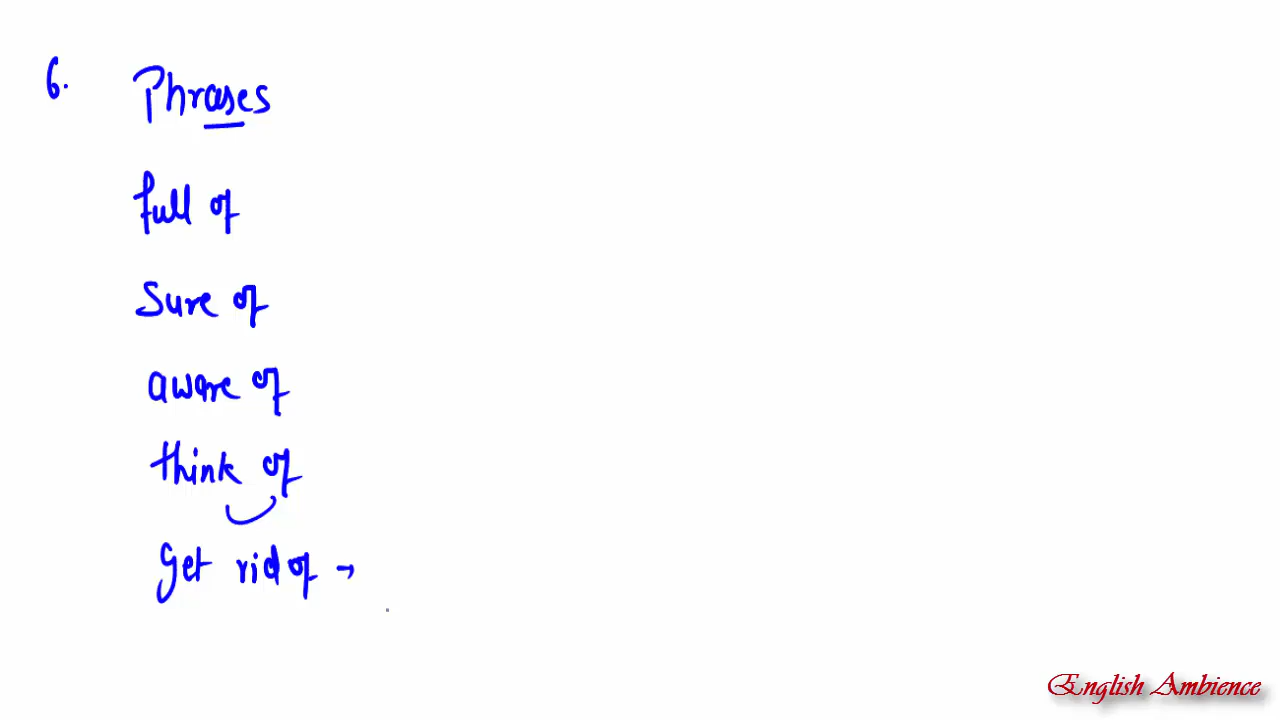 6. Phrases
full of
Sure of
aware of
think of
Get rid of →
English Ambience